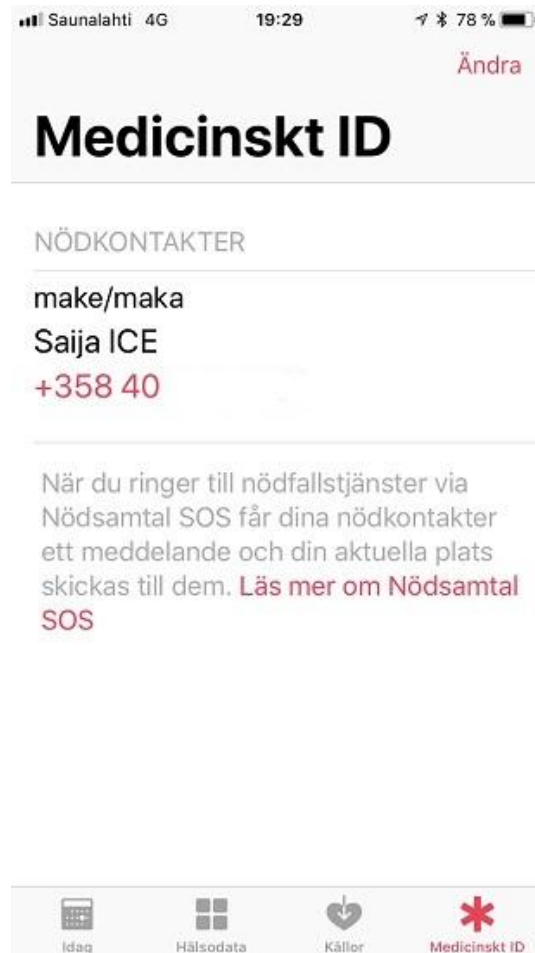 Saunalahti 4G 19:29 78 %
Ändra
Medicinskt ID
NÖDKONTAKTER
make/maka
Saija ICE
+358 40
När du ringer till nödfallstjänster via
Nödsamtal SOS får dina nödkontakter
ett meddelande och din aktuella plats
skickas till dem. Läs mer om Nödsamtal
SOS
Idag Hälsodata Källor Medicinskt ID